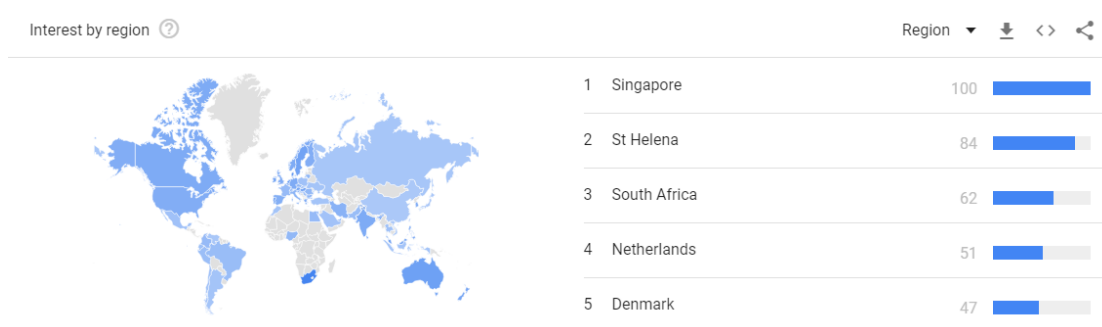 Interest by region
Region
1 Singapore 100
2 St Helena 84
3 South Africa 62
4 Netherlands 51
5 Denmark 47